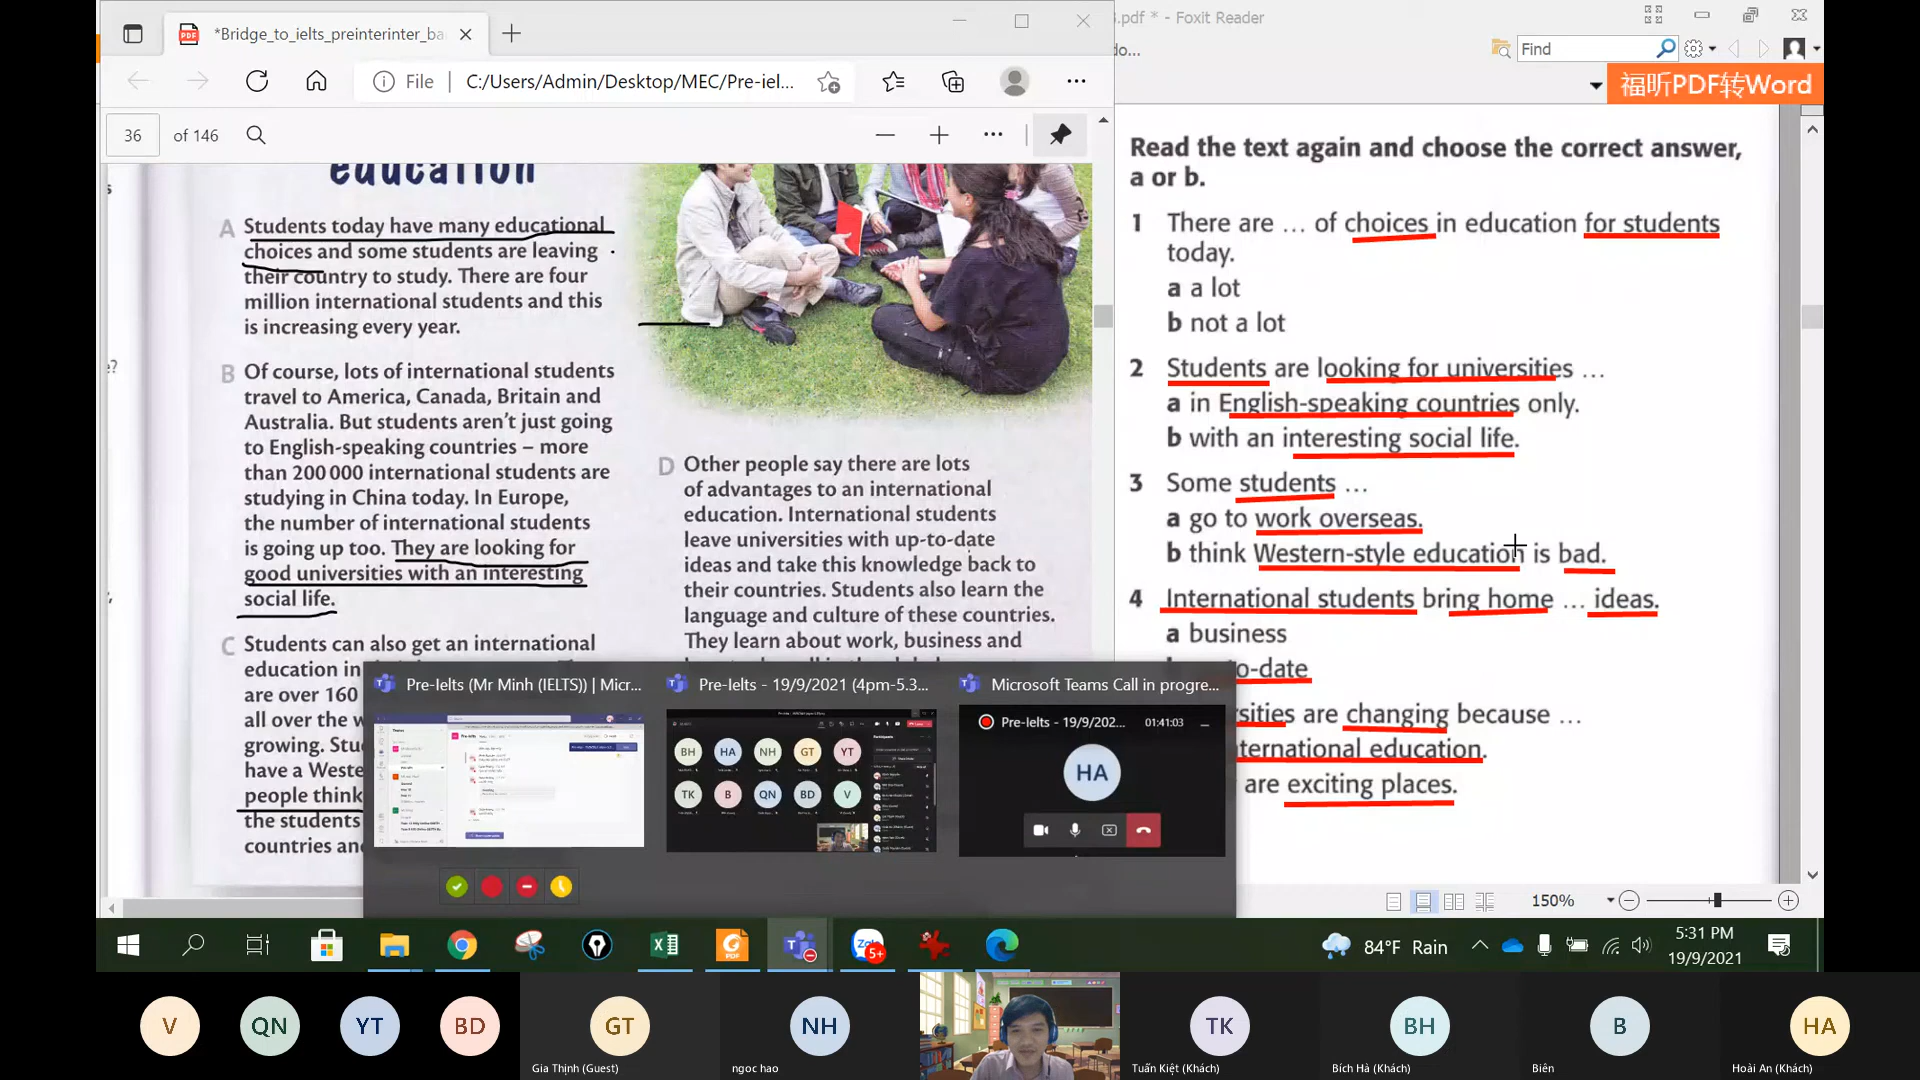 *Bridge_to_ielts_preinterinter_ba
File
C:/Users/Admin/Desktop/MEC/Pre-iel...
36
of 146
education
A Students today have many educational
choices and some students are leaving
their country to study. There are four
million international students and this
is increasing every year.
B Of course, lots of international students
travel to America, Canada, Britain and
Australia. But students aren't just going
to English-speaking countries – more
than 200 000 international students are
studying in China today. In Europe,
the number of international students
is going up too. They are looking for
good universities with an interesting
social life.
C Students can also get an international
education in
are over 160
all over the w
growing. Stu
have a Weste
people think
the students
countries and
D Other people say there are lots
of advantages to an international
education. International students
leave universities with up-to-date
ideas and take this knowledge back to
their countries. Students also learn the
language and culture of these countries.
They learn about work, business and
.pdf * - Foxit Reader
do...
Find
福昕PDF转Word
Read the text again and choose the correct answer,
a or b.
1 There are ... of choices in education for students
today.
a a lot
b not a lot
2 Students are looking for universities ...
a in English-speaking countries only.
b with an interesting social life.
3 Some students ...
a go to work overseas.
b think Western-style education is bad.
4 International students bring home ... ideas.
a business
to-date
sities are changing because ...
ternational education.
are exciting places.
Pre-Ielts (Mr Minh (IELTS)) | Micr...
Pre-Ielts - 19/9/2021 (4pm-5.3...
Microsoft Teams Call in progre...
Pre-Ielts - 19/9/202...
01:41:03
HA
BH HA NH GT YT
TK B QN BD V
150%
5+
84°F Rain
5:31 PM
19/9/2021
V
QN
YT
BD
GT
NH
TK
BH
B
HA
Gia Thịnh (Guest)
ngoc hao
Tuấn Kiệt (Khách)
Bích Hà (Khách)
Biên
Hoài An (Khách)